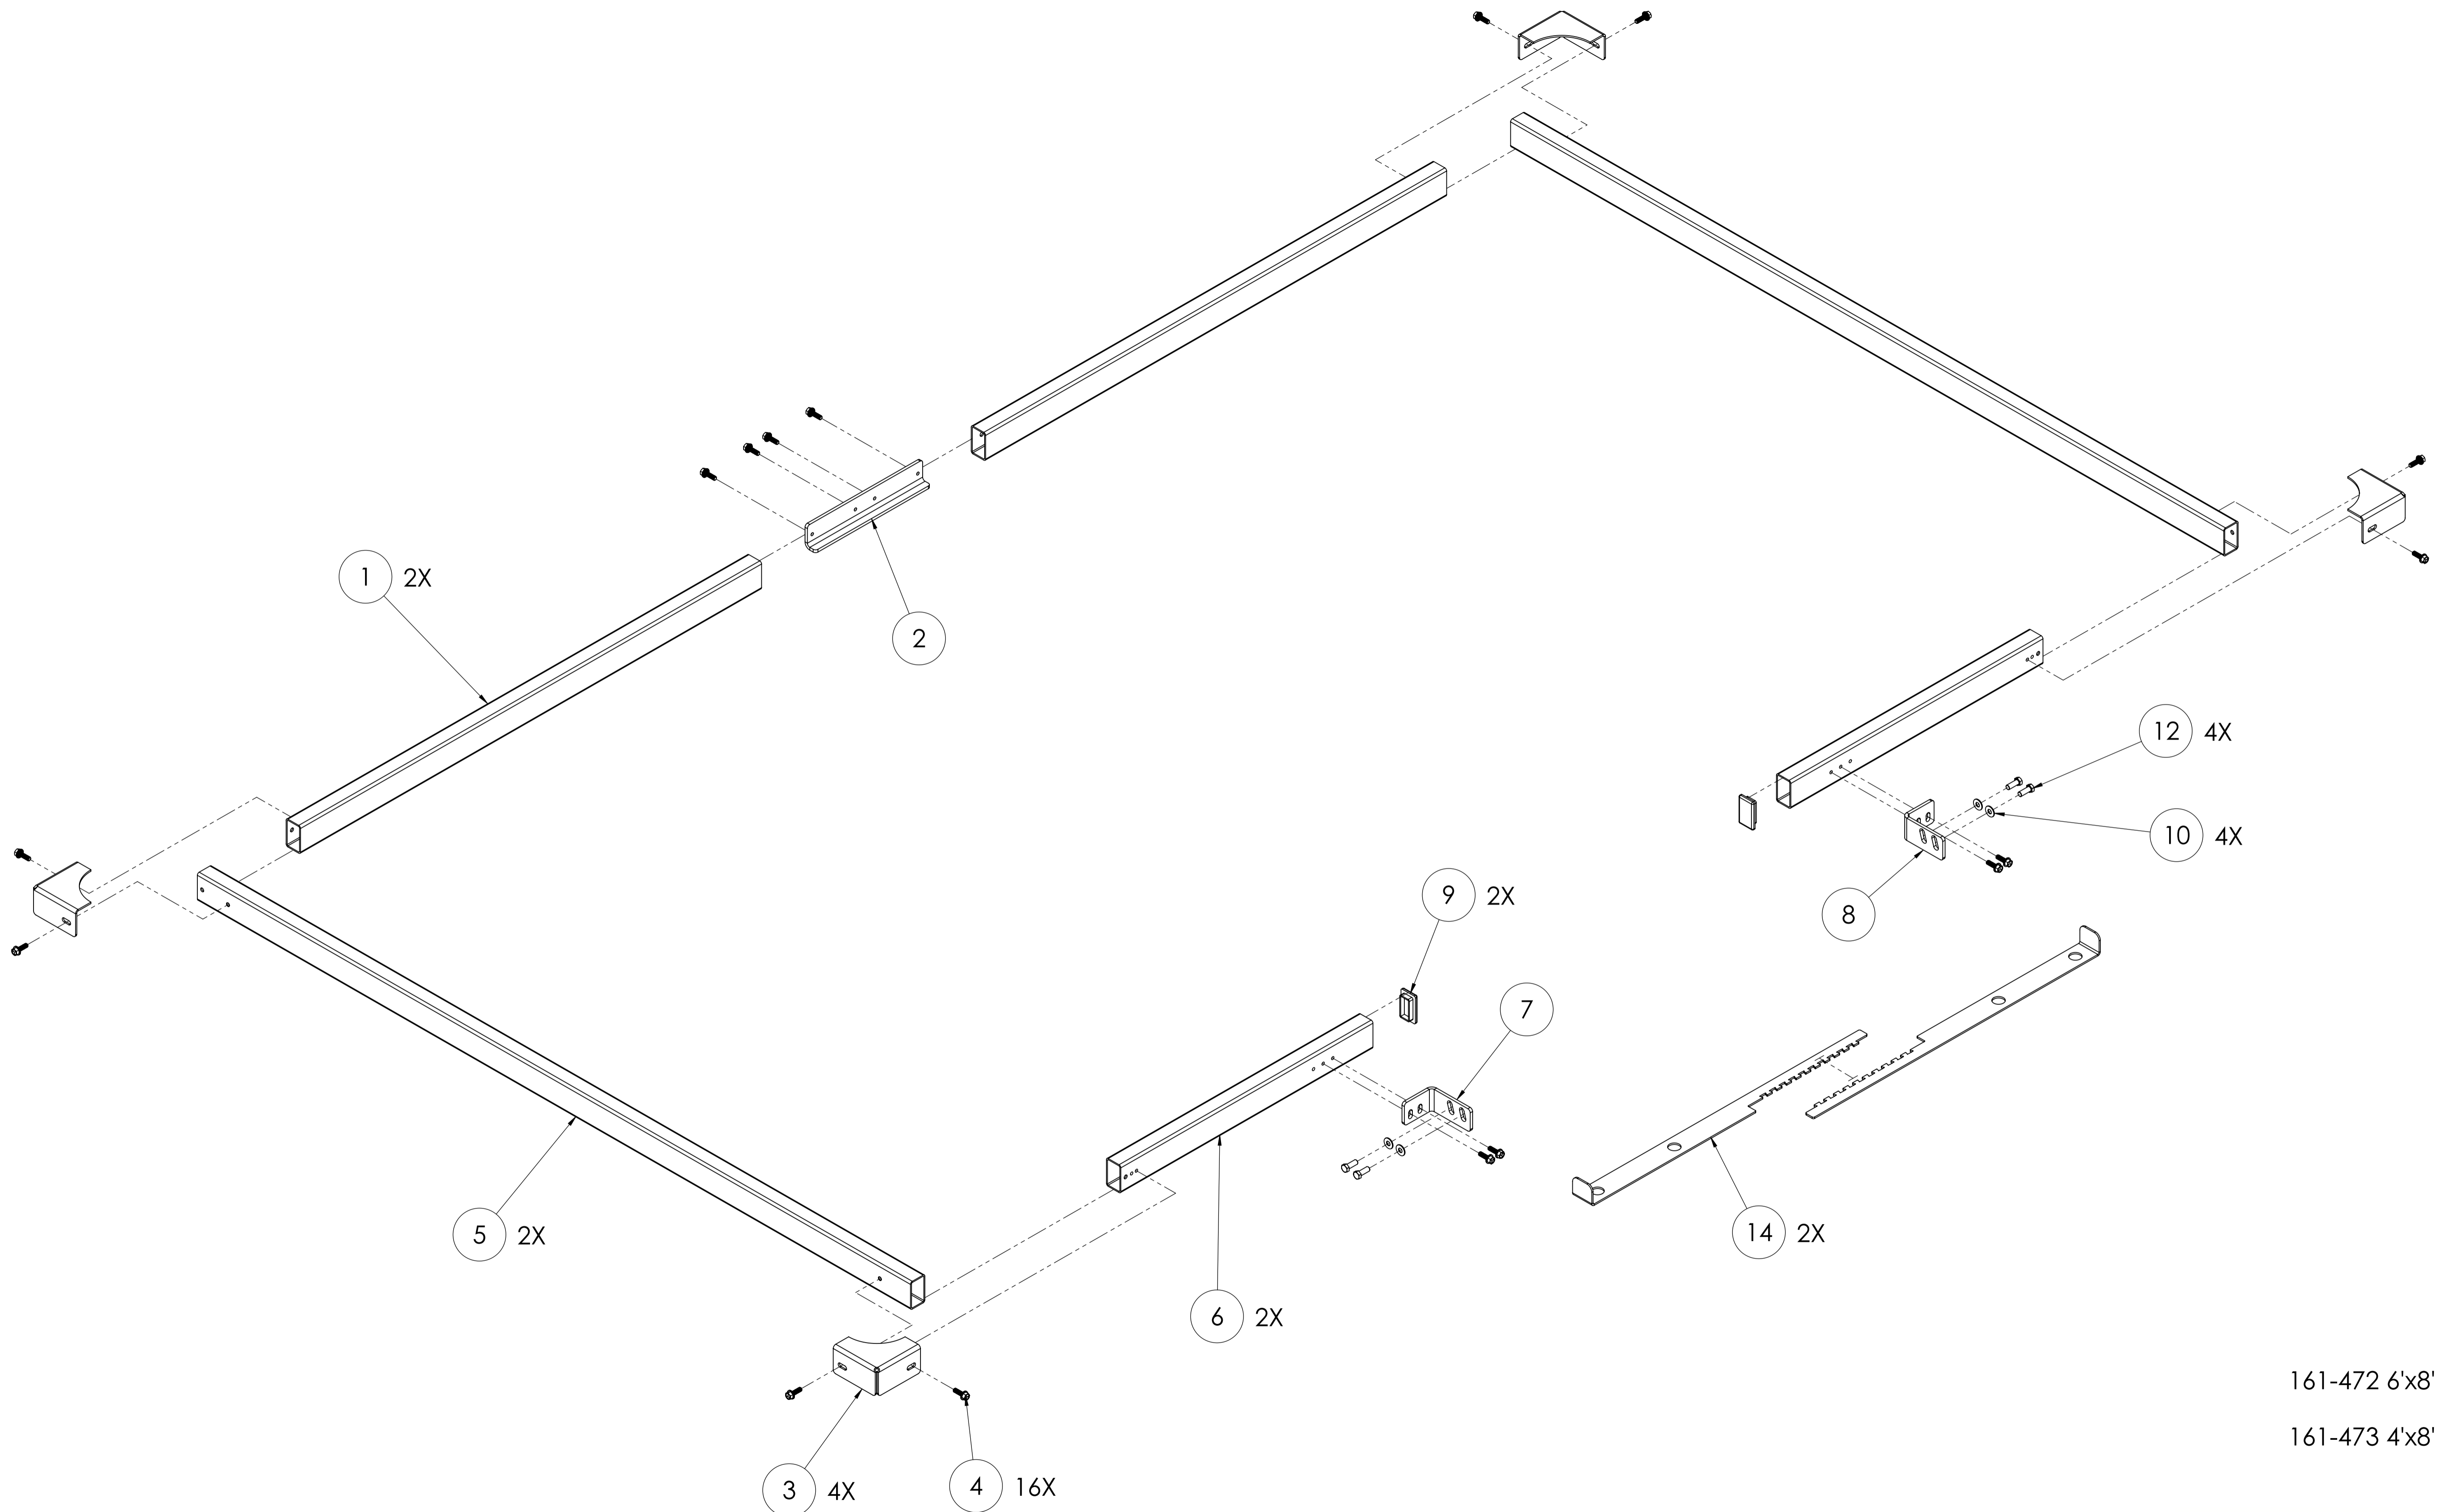 1 2X
2
12 4X
10 4X
9 2X
8
7
14 2X
5 2X
6 2X
161-472 6'x8'
161-473 4'x8'
3 4X
4 16X